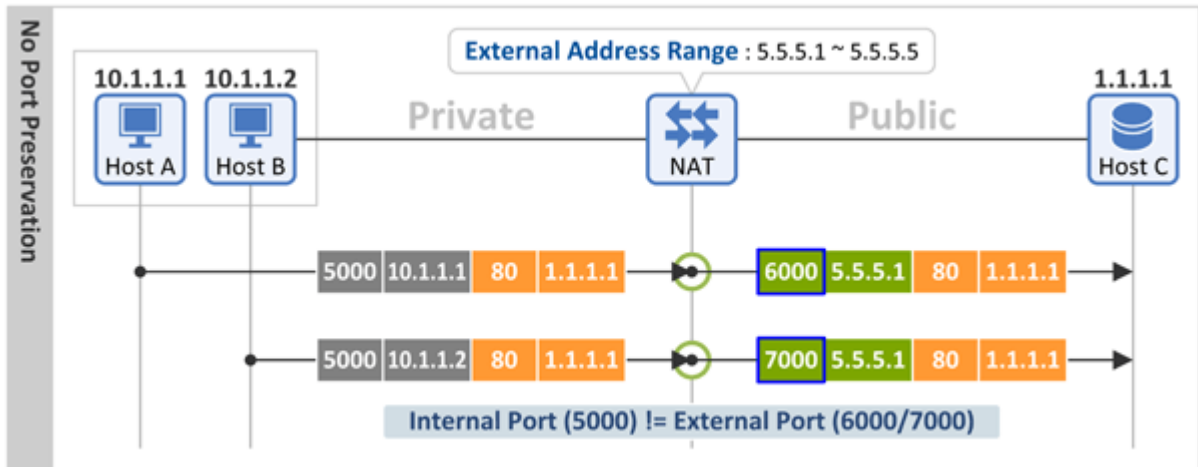 No Port Preservation
External Address Range : 5.5.5.1 ~ 5.5.5.5
10.1.1.1 10.1.1.2 1.1.1.1
Private Public
Host A Host B NAT Host C
5000 10.1.1.1 80 1.1.1.1 6000 5.5.5.1 80 1.1.1.1
5000 10.1.1.2 80 1.1.1.1 7000 5.5.5.1 80 1.1.1.1
Internal Port (5000) != External Port (6000/7000)